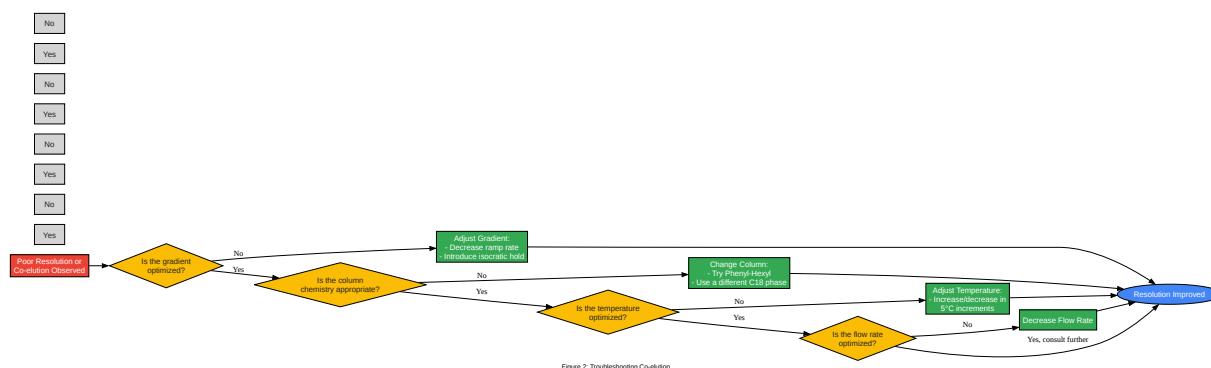 No
Yes
No
Yes
No
Yes
No
Yes
Poor Resolution or
Co-elution Observed
Is the gradient
optimized?
No
Yes
Adjust Gradient:
- Decrease ramp rate
- Introduce isocratic hold
Is the column
chemistry appropriate?
No
Yes
Change Column:
- Try Phenyl-Hexyl
- Use a different C18 phase
Is the temperature
optimized?
No
Yes
Adjust Temperature:
- Increase/decrease in
5°C increments
Is the flow rate
optimized?
No
Decrease Flow Rate
Yes, consult further
Resolution Improved
Figure 2: Troubleshooting Co-elution